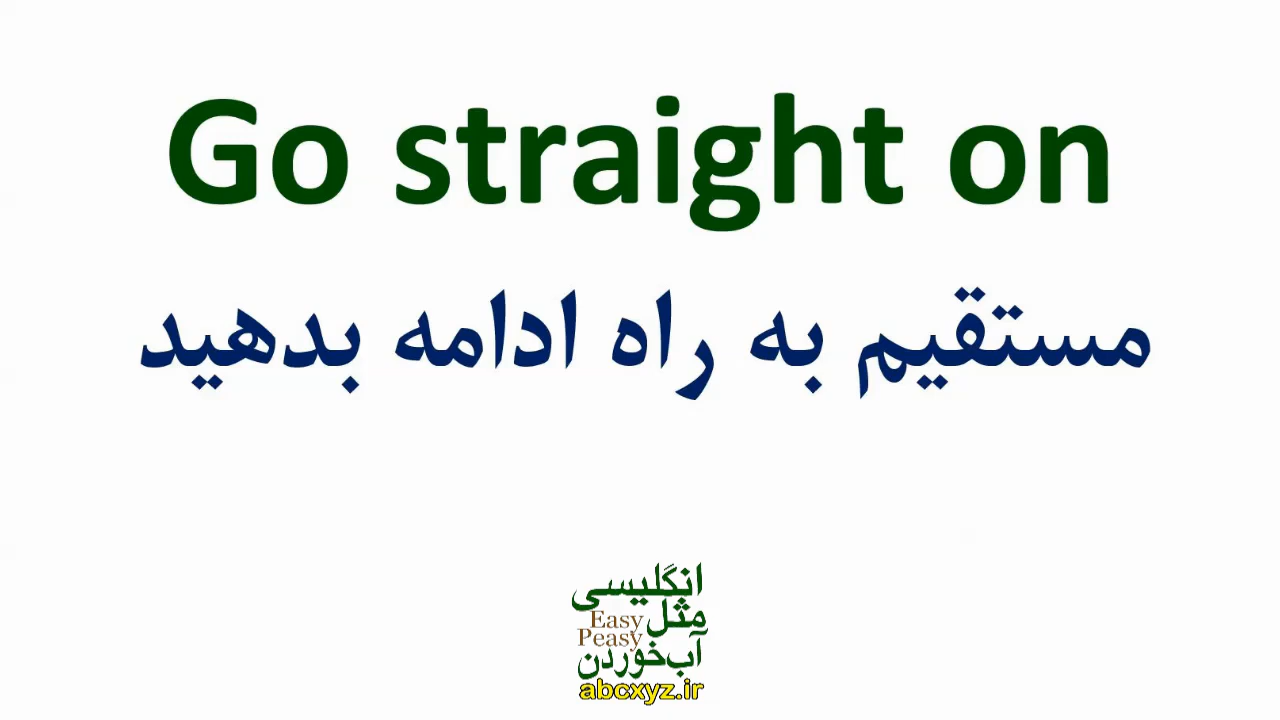 Go straight on
مستقیم به راه ادامه بدهید
انگلیسی
مثل
Easy
Peasy
آب‌خوردن
abcxyz.ir